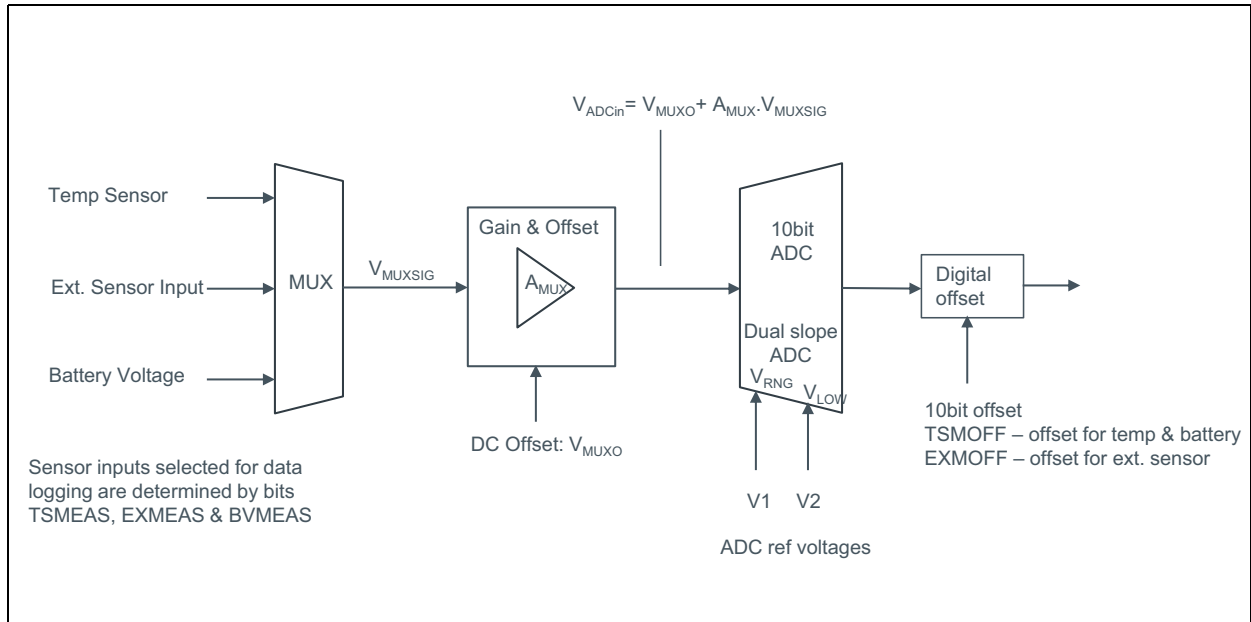 V_ADCin= V_MUXO+ A_MUX.V_MUXSIG
Temp Sensor
Ext. Sensor Input
Battery Voltage
MUX
V_MUXSIG
Gain & Offset
A_MUX
DC Offset: V_MUXO
10bit
ADC
Dual slope
ADC
V_RNG
V_LOW
V1 V2
ADC ref voltages
Digital
offset
10bit offset
TSMOFF – offset for temp & battery
EXMOFF – offset for ext. sensor
Sensor inputs selected for data
logging are determined by bits
TSMEAS, EXMEAS & BVMEAS